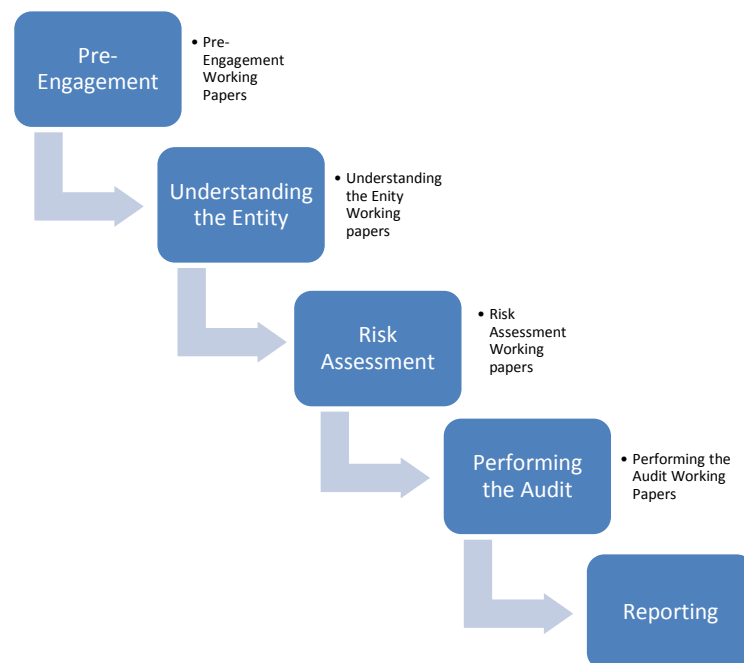 Pre-
Engagement
• Pre-
Engagement
Working
Papers
Understanding
the Entity
• Understanding
the Enity
Working
papers
Risk
Assessment
• Risk
Assessment
Working
papers
Performing
the Audit
• Performing the
Audit Working
Papers
Reporting